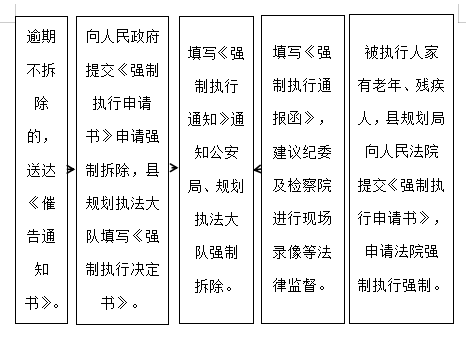 逾期
不拆
除
的，
送达
《催
告通
知
书》。
向人民政府
提交《强制
执行申请
书》申请强
制拆除，县
规划执法大
队填写《强
制执行决定
书》。
填写《强
制执行
通知》通
知公安
局、规划
执法大
队强制
拆除。
填写《强
制执行通
报函》，
建议纪委
及检察院
进行现场
录像等法
律监督。
被执行人家
有老年、残疾
人，县规划局
向人民法院
提交《强制执
行申请书》，
申请法院强
制执行强制。